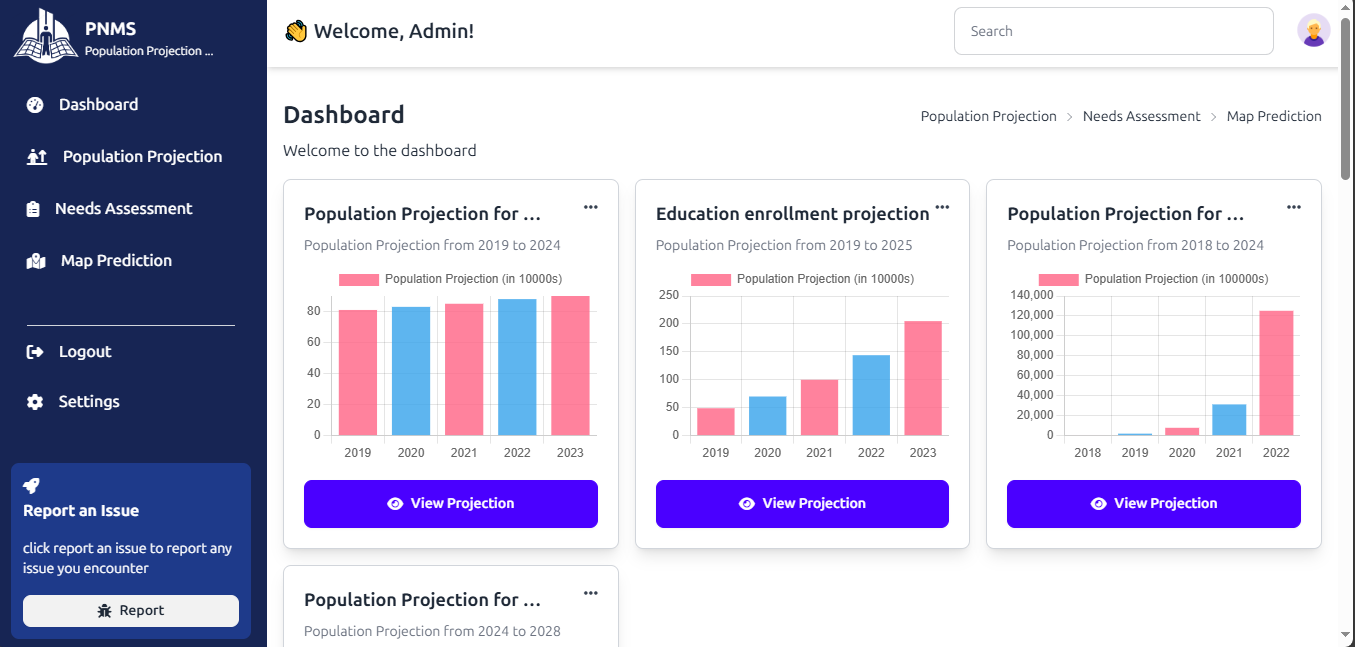 PNMS
Population Projection ...
Dashboard
Population Projection
Needs Assessment
Map Prediction
Logout
Settings
Report an Issue
click report an issue to report any
issue you encounter
Report
Welcome, Admin!
Search
Dashboard
Population Projection > Needs Assessment > Map Prediction
Welcome to the dashboard
Population Projection for ...
Population Projection from 2019 to 2024
Population Projection (in 10000s)
80
60
40
20
0
2019 2020 2021 2022 2023
View Projection
Education enrollment projection
Population Projection from 2019 to 2025
Population Projection (in 10000s)
250
200
150
100
50
0
2019 2020 2021 2022 2023
View Projection
Population Projection for ...
Population Projection from 2018 to 2024
Population Projection (in 100000s)
140,000
120,000
100,000
80,000
60,000
40,000
20,000
0
2018 2019 2020 2021 2022
View Projection
Population Projection for ...
Population Projection from 2024 to 2028